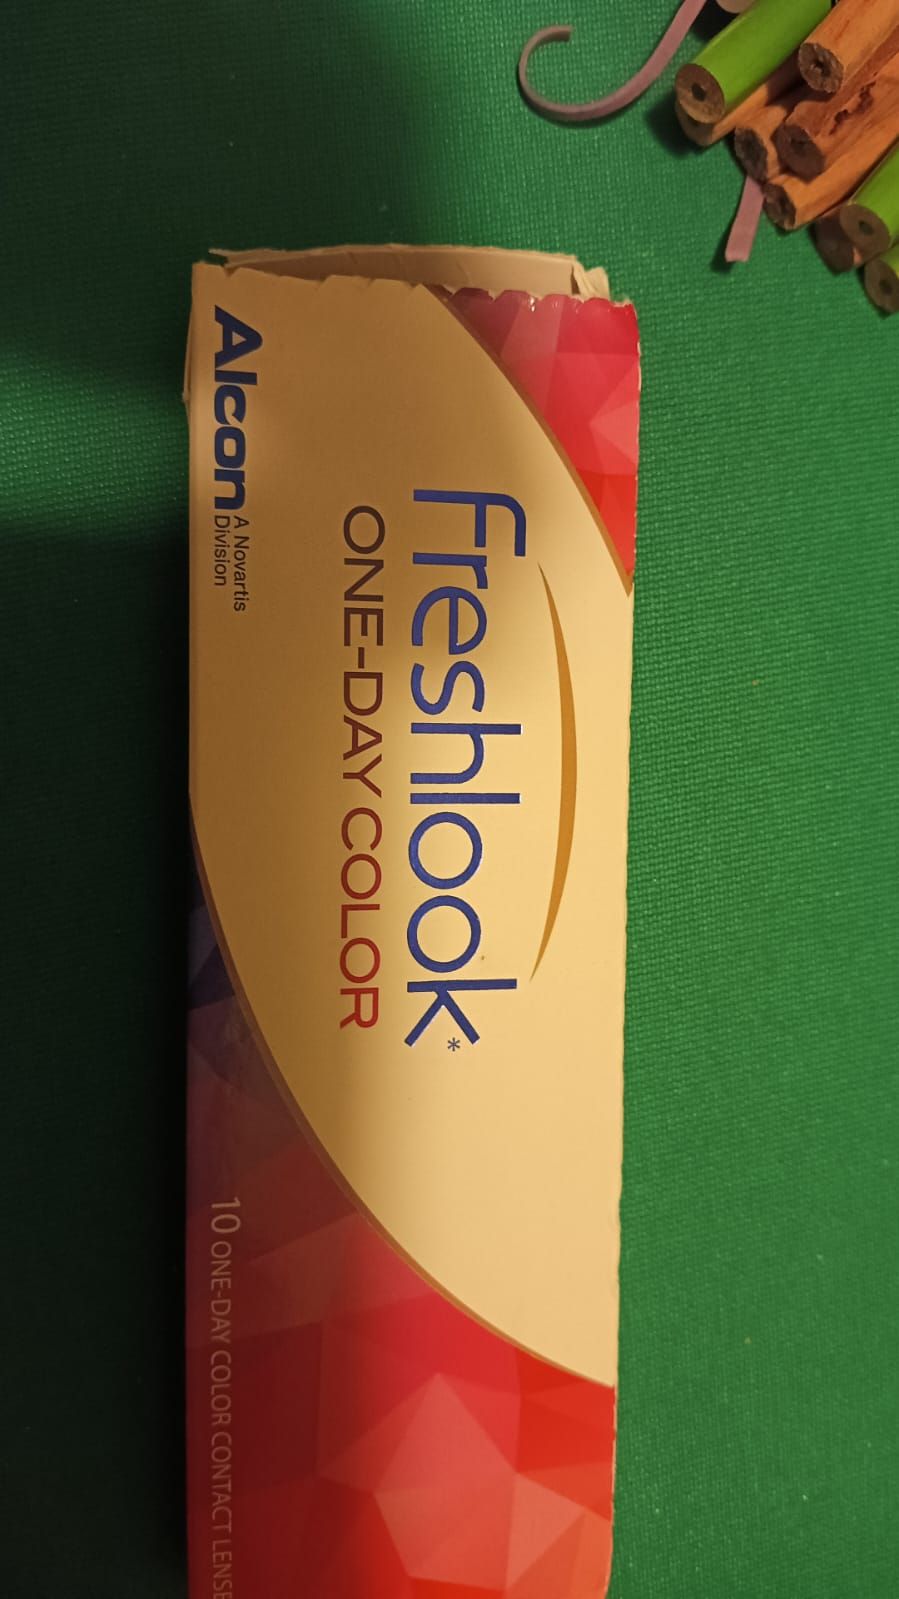 freshlook*
ONE-DAY COLOR
Alcon
A Novartis
Division
10 ONE-DAY COLOR CONTACT LENSE